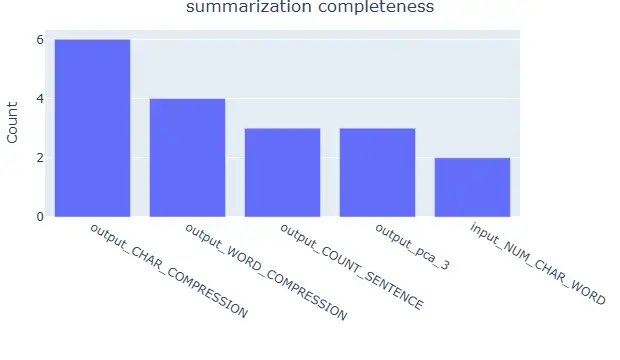 summarization completeness
Count
6
4
2
0
output_CHAR_COMPRESSION
output_WORD_COMPRESSION
output_COUNT_SENTENCE
output_pca_3
input_NUM_CHAR_WORD